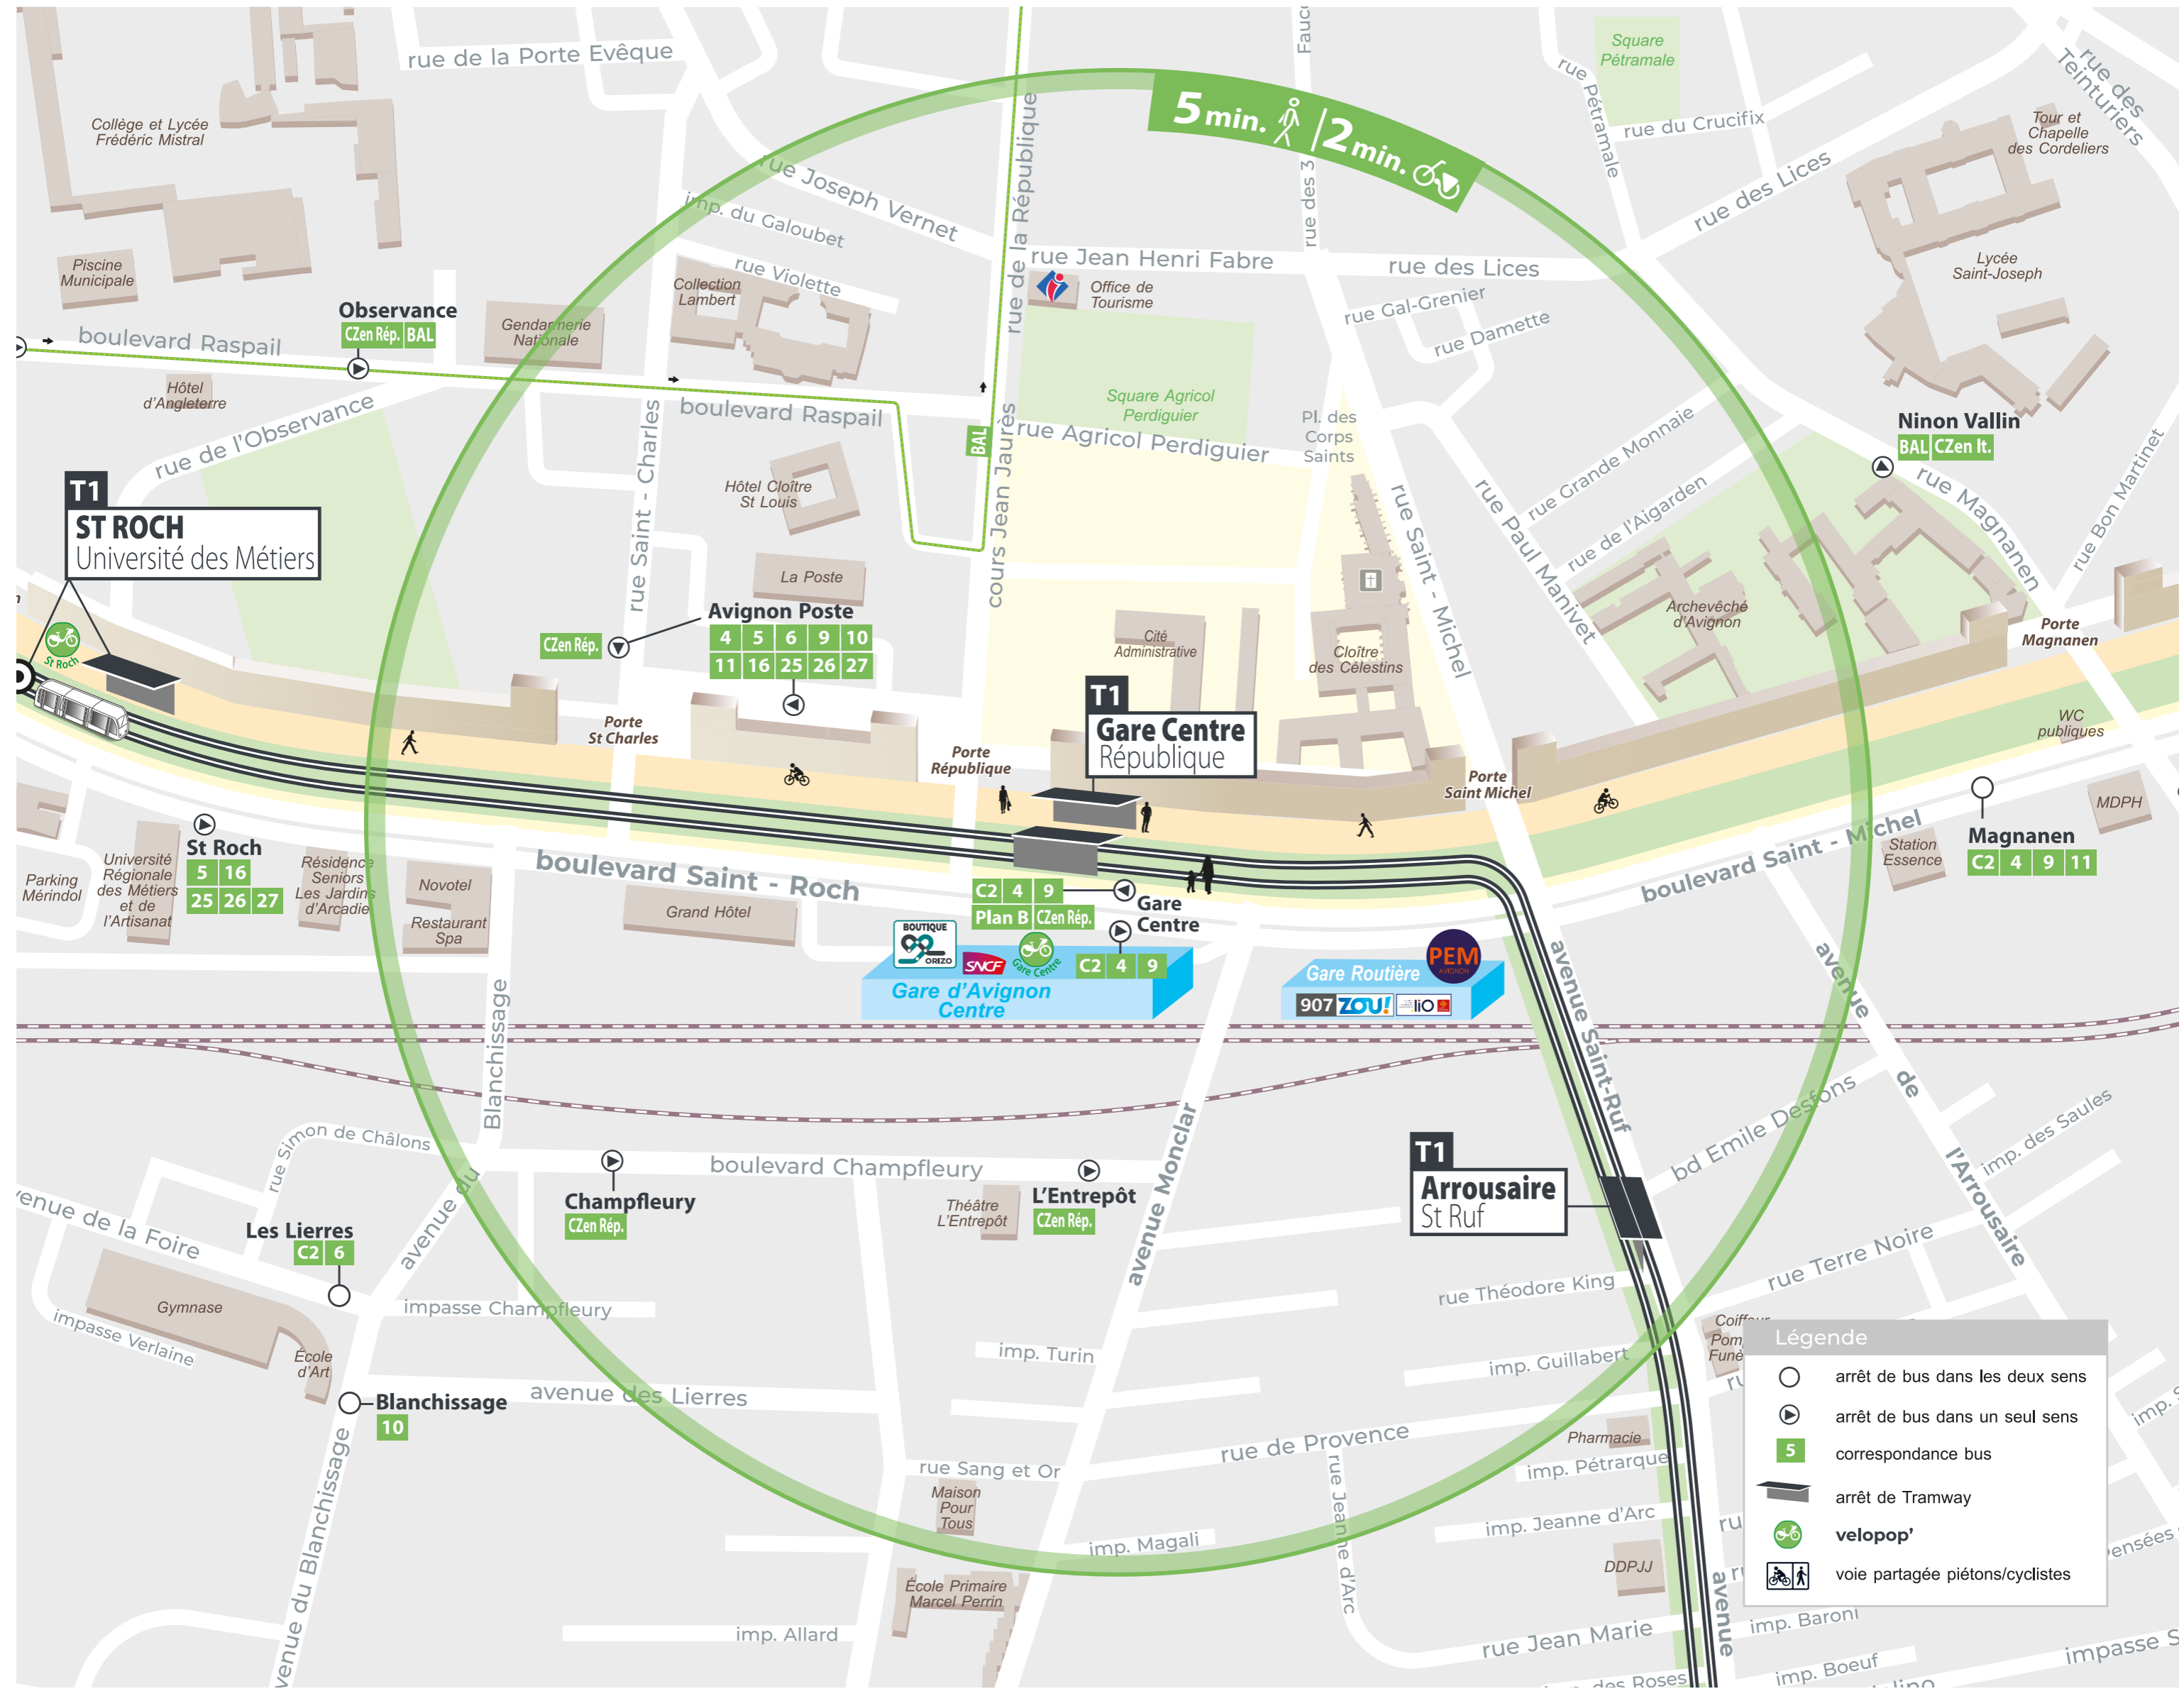 rue de la Porte Evêque
Collège et Lycée
Frédéric Mistral
5 min.
2 min.
Square
Pétramale
rue Pétramale
rue du Crucifix
rue des
Teinturiers
Tour et
Chapelle
des Cordeliers
rue des Lices
rue Joseph Vernet
imp. du Galoubet
rue Violette
rue de la République
rue des 3
Fauc
rue Jean Henri Fabre
rue des Lices
Piscine
Municipale
Observance
CZen Rép. BAL
boulevard Raspail
Gendarmerie
Nationale
Collection
Lambert
Office de
Tourisme
rue Gal-Grenier
rue Damette
Lycée
Saint-Joseph
Hôtel
d'Angleterre
rue de l'Observance
boulevard Raspail
BAL
Square Agricol
Perdiguier
rue Agricol Perdiguier
Pl. des
Corps
Saints
rue Grande Monnaie
Ninon Vallin
BAL CZen It.
rue Magnanen
rue Bon Martinet
T1
ST ROCH
Université des Métiers
rue Saint - Charles
Hôtel Cloître
St Louis
cours Jean Jaurès
rue Saint - Michel
rue Paul Manivet
rue de l'Aigarden
La Poste
Avignon Poste
4 5 6 9 10
11 16 25 26 27
CZen Rép.
St Roch
Cité
Administrative
Cloître
des Célestins
Archevêché
d'Avignon
Porte
Magnanen
T1
Gare Centre
République
Porte
St Charles
Porte
République
Porte
Saint Michel
WC
publiques
MDPH
St Roch
5 16
25 26 27
Université
Régionale
des Métiers
et de
l'Artisanat
Parking
Mérindol
Résidence
Seniors
Les Jardins
d'Arcadie
Novotel
Restaurant
Spa
boulevard Saint - Roch
Grand Hôtel
C2 4 9
Plan B CZen Rép.
Gare
Centre
boulevard Saint - Michel
Station
Essence
Magnanen
C2 4 9 11
BOUTIQUE
ORIZO
SNCF
Gare Centre
C2 4 9
Gare d'Avignon
Centre
Gare Routière
PEM
AVIGNON
907 ZOU! liO
avenue Saint-Ruf
avenue
de
l'Arrousaire
Blanchissage
avenue du
rue Simon de Châlons
boulevard Champfleury
Champfleury
CZen Rép.
Théâtre
L'Entrepôt
L'Entrepôt
CZen Rép.
avenue Monclar
T1
Arrousaire
St Ruf
bd Emile Desfons
imp. des Saules
venue de la Foire
Les Lierres
C2 6
Gymnase
impasse Verlaine
École
d'Art
impasse Champfleury
rue Théodore King
rue Terre Noire
imp. Turin
imp. Guillabert
Blanchissage
10
avenue des Lierres
rue de Provence
rue Sang et Or
Maison
Pour
Tous
imp. Magali
rue Jeanne d'Arc
Pharmacie
imp. Pétrarque
imp. Jeanne d'Arc
DDPJJ
École Primaire
Marcel Perrin
imp. Allard
venue du Blanchissage
rue Jean Marie
avenue
imp. Baroni
imp. Boeuf
des Roses
impasse S
Pensées
imp.
Coiffeur
Pom
Funè
Légende
arrêt de bus dans les deux sens
arrêt de bus dans un seul sens
5 correspondance bus
arrêt de Tramway
velopop'
voie partagée piétons/cyclistes